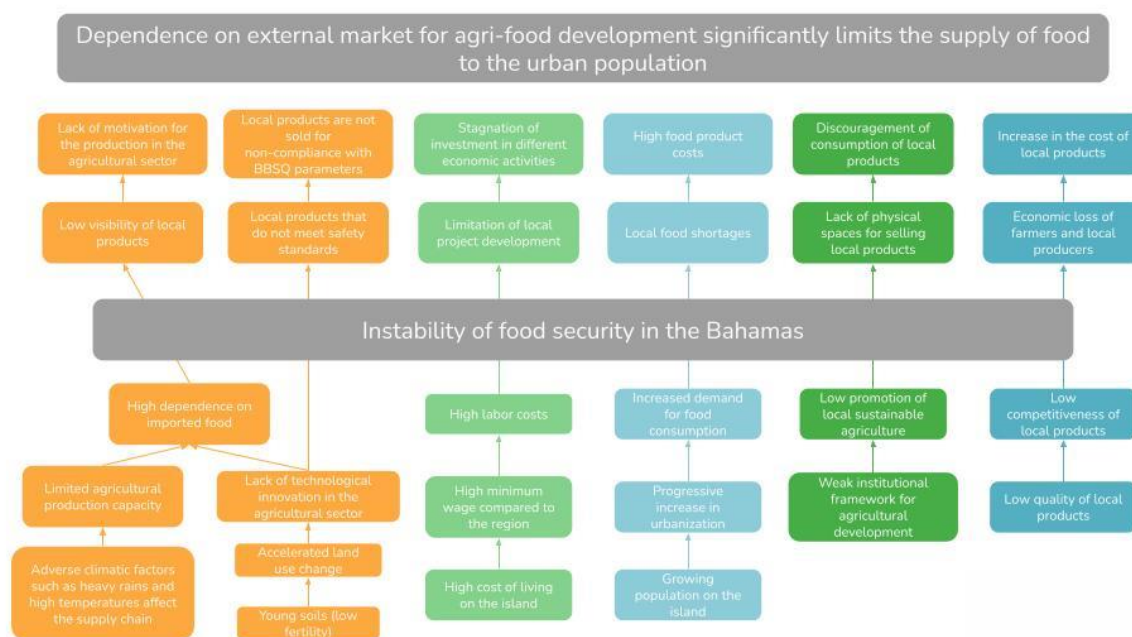 Dependence on external market for agri-food development significantly limits the supply of food
to the urban population
Lack of motivation for
the production in the
agricultural sector
Local products are not
sold for
non-compliance with
BBSQ parameters
Stagnation of
investment in different
economic activities
High food product
costs
Discouragement of
consumption of local
products
Increase in the cost of
local products
Low visibility of local
products
Local products that
do not meet safety
standards
Limitation of local
project development
Local food shortages
Lack of physical
spaces for selling
local products
Economic loss of
farmers and local
producers
Instability of food security in the Bahamas
High dependence on
imported food
High labor costs
Increased demand
for food
consumption
Low promotion of
local sustainable
agriculture
Low
competitiveness of
local products
Limited agricultural
production capacity
Lack of technological
innovation in the
agricultural sector
High minimum
wage compared to
the region
Progressive
increase in
urbanization
Weak institutional
framework for
agricultural
development
Low quality of local
products
Adverse climatic factors
such as heavy rains and
high temperatures affect
the supply chain
Accelerated land
use change
Young soils (low
fertility)
High cost of living
on the island
Growing
population on the
island